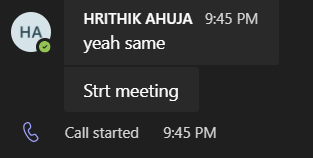 HA
HRITHIK AHUJA 9:45 PM
yeah same
Strt meeting
Call started 9:45 PM